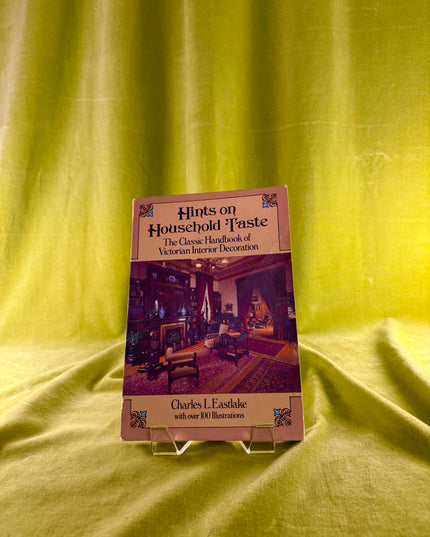 Hints on
Household Taste
The Classic Handbook of
Victorian Interior Decoration
Charles L. Eastlake
with over 100 Illustrations